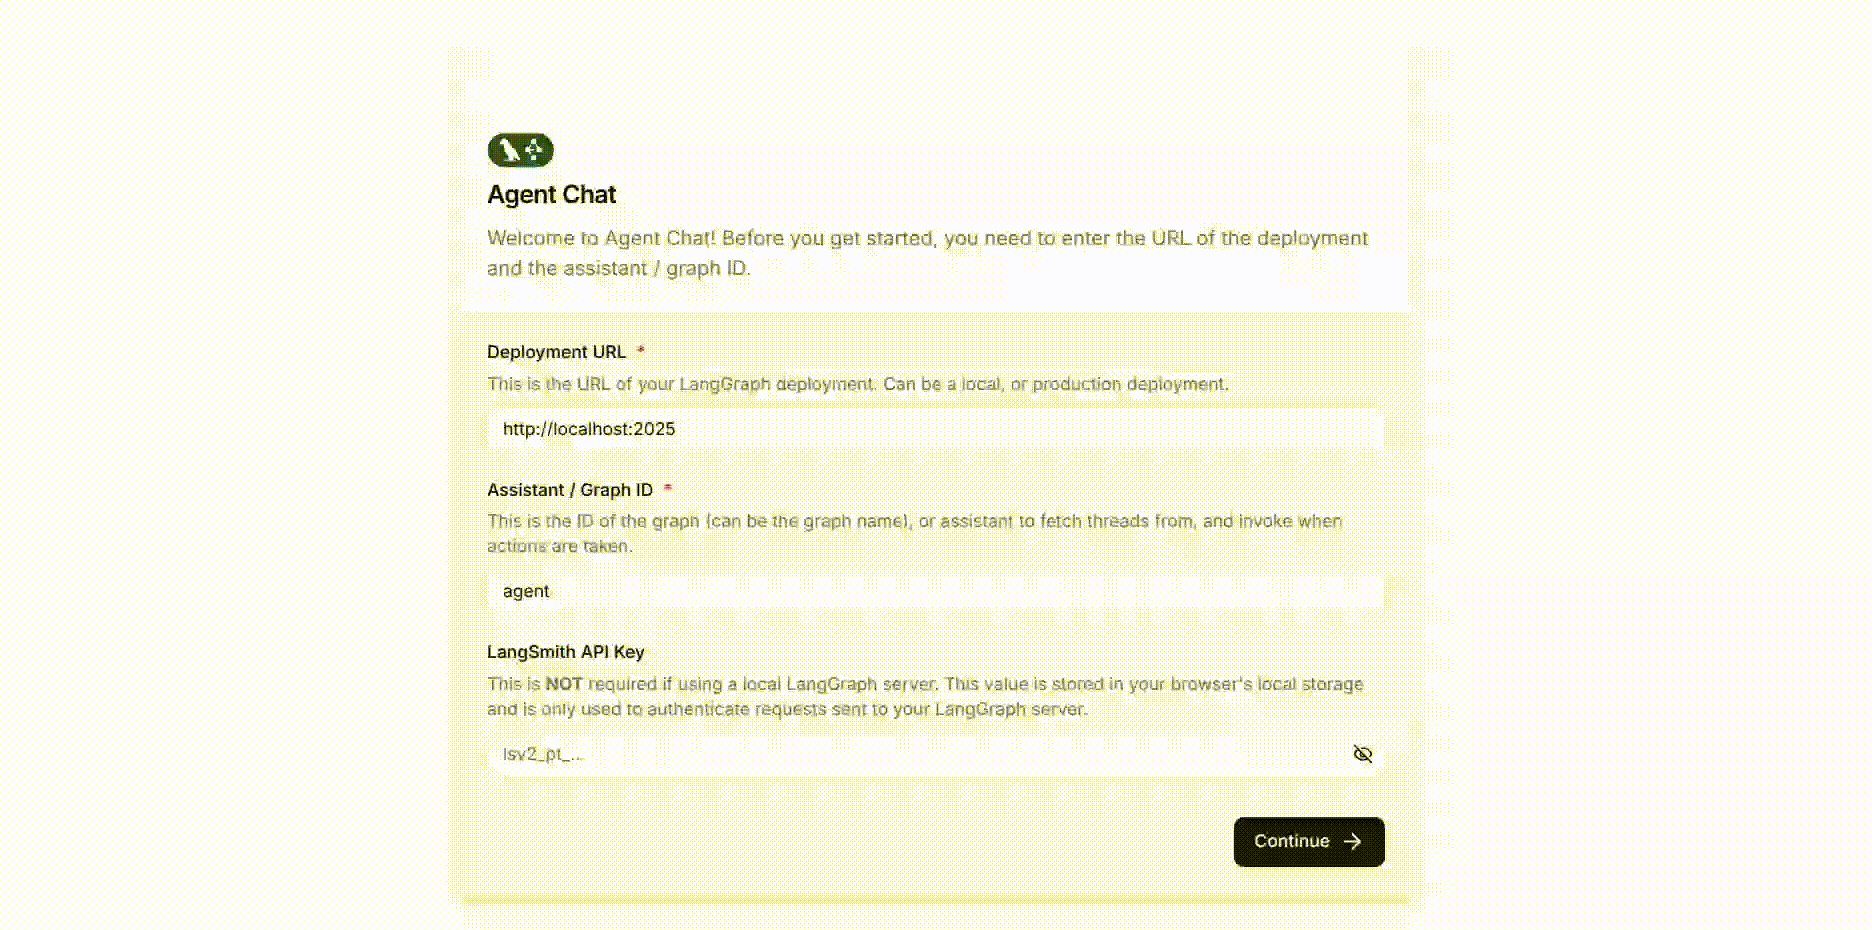 Agent Chat
Welcome to Agent Chat! Before you get started, you need to enter the URL of the deployment
and the assistant / graph ID.
Deployment URL *
This is the URL of your LangGraph deployment. Can be a local, or production deployment.
http://localhost:2025
Assistant / Graph ID *
This is the ID of the graph (can be the graph name), or assistant to fetch threads from, and invoke when
actions are taken.
agent
LangSmith API Key
This is NOT required if using a local LangGraph server. This value is stored in your browser's local storage
and is only used to authenticate requests sent to your LangGraph server.
lsv2_pt_...
Continue →